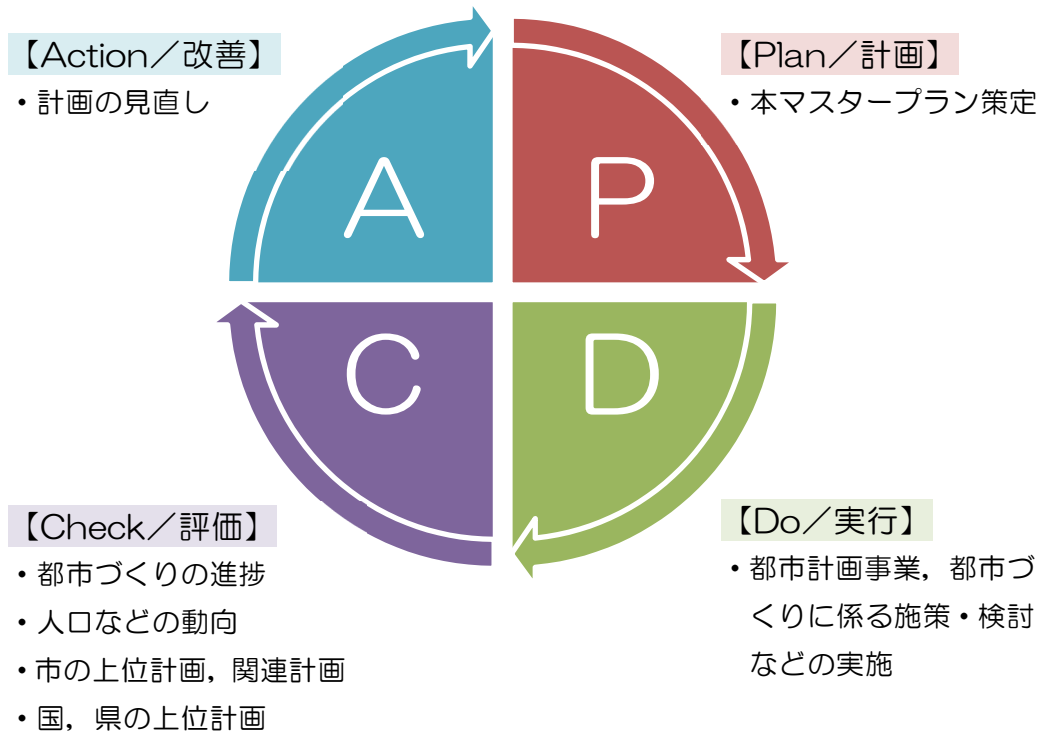 【Action／改善】
・計画の見直し
【Plan／計画】
・本マスタープラン策定
A
P
C
D
【Check／評価】
・都市づくりの進捗
・人口などの動向
・市の上位計画，関連計画
・国，県の上位計画
【Do／実行】
・都市計画事業，都市づ
くりに係る施策・検討
などの実施